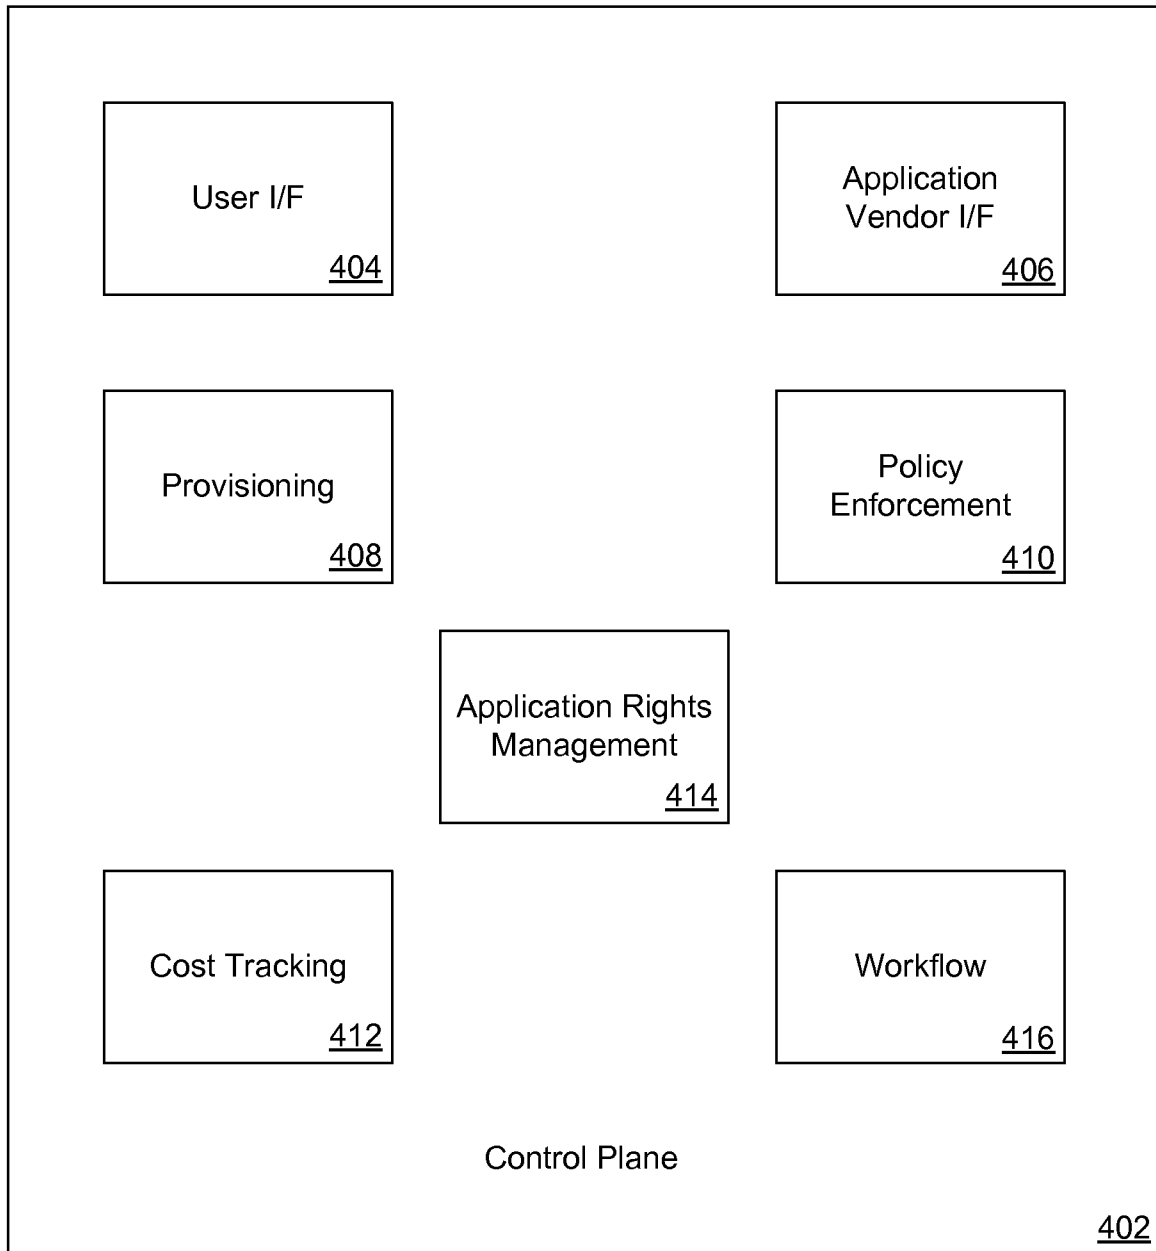 User I/F
404
Application
Vendor I/F
406
Provisioning
408
Policy
Enforcement
410
Application Rights
Management
414
Cost Tracking
412
Workflow
416
Control Plane
402